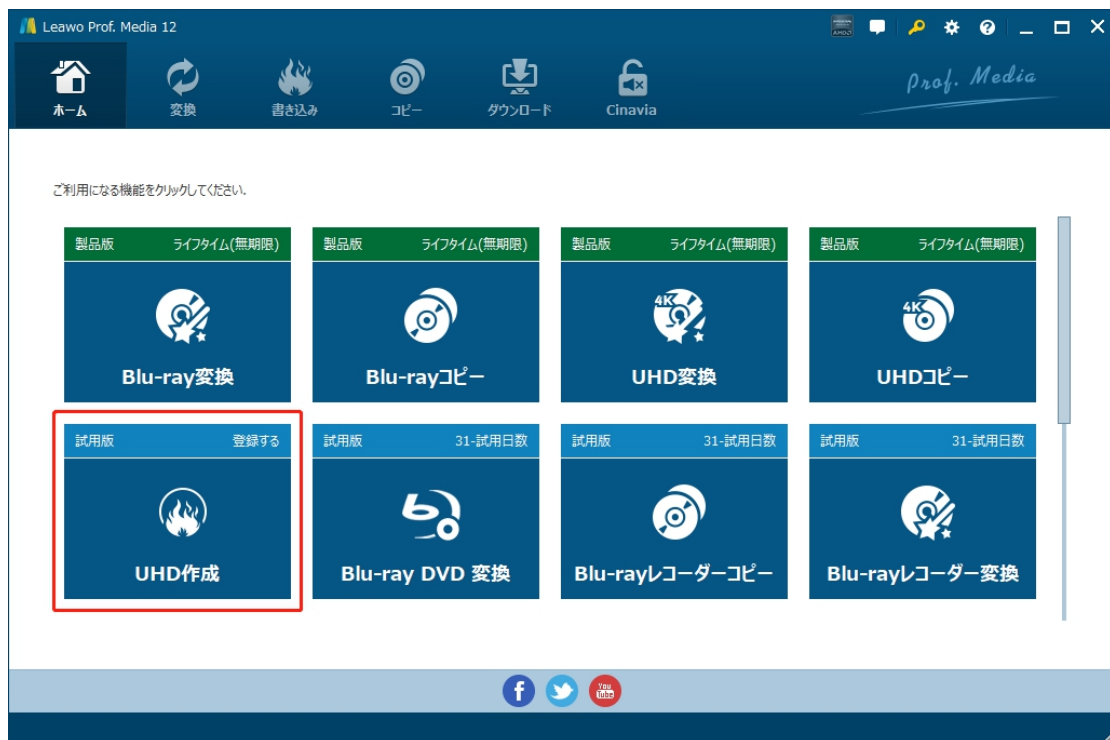 Leawo Prof. Media 12
AMD
ホーム
変換
書き込み
コピー
ダウンロード
Cinavia
Prof. Media
ご利用になる機能をクリックしてください.
製品版 ライフタイム(無期限)
製品版 ライフタイム(無期限)
製品版 ライフタイム(無期限)
製品版 ライフタイム(無期限)
4K
4K
Blu-ray変換
Blu-rayコピー
UHD変換
UHDコピー
試用版 登録する
試用版 31-試用日数
試用版 31-試用日数
試用版 31-試用日数
UHD作成
Blu-ray DVD 変換
Blu-rayレコーダーコピー
Blu-rayレコーダー変換
You
Tube